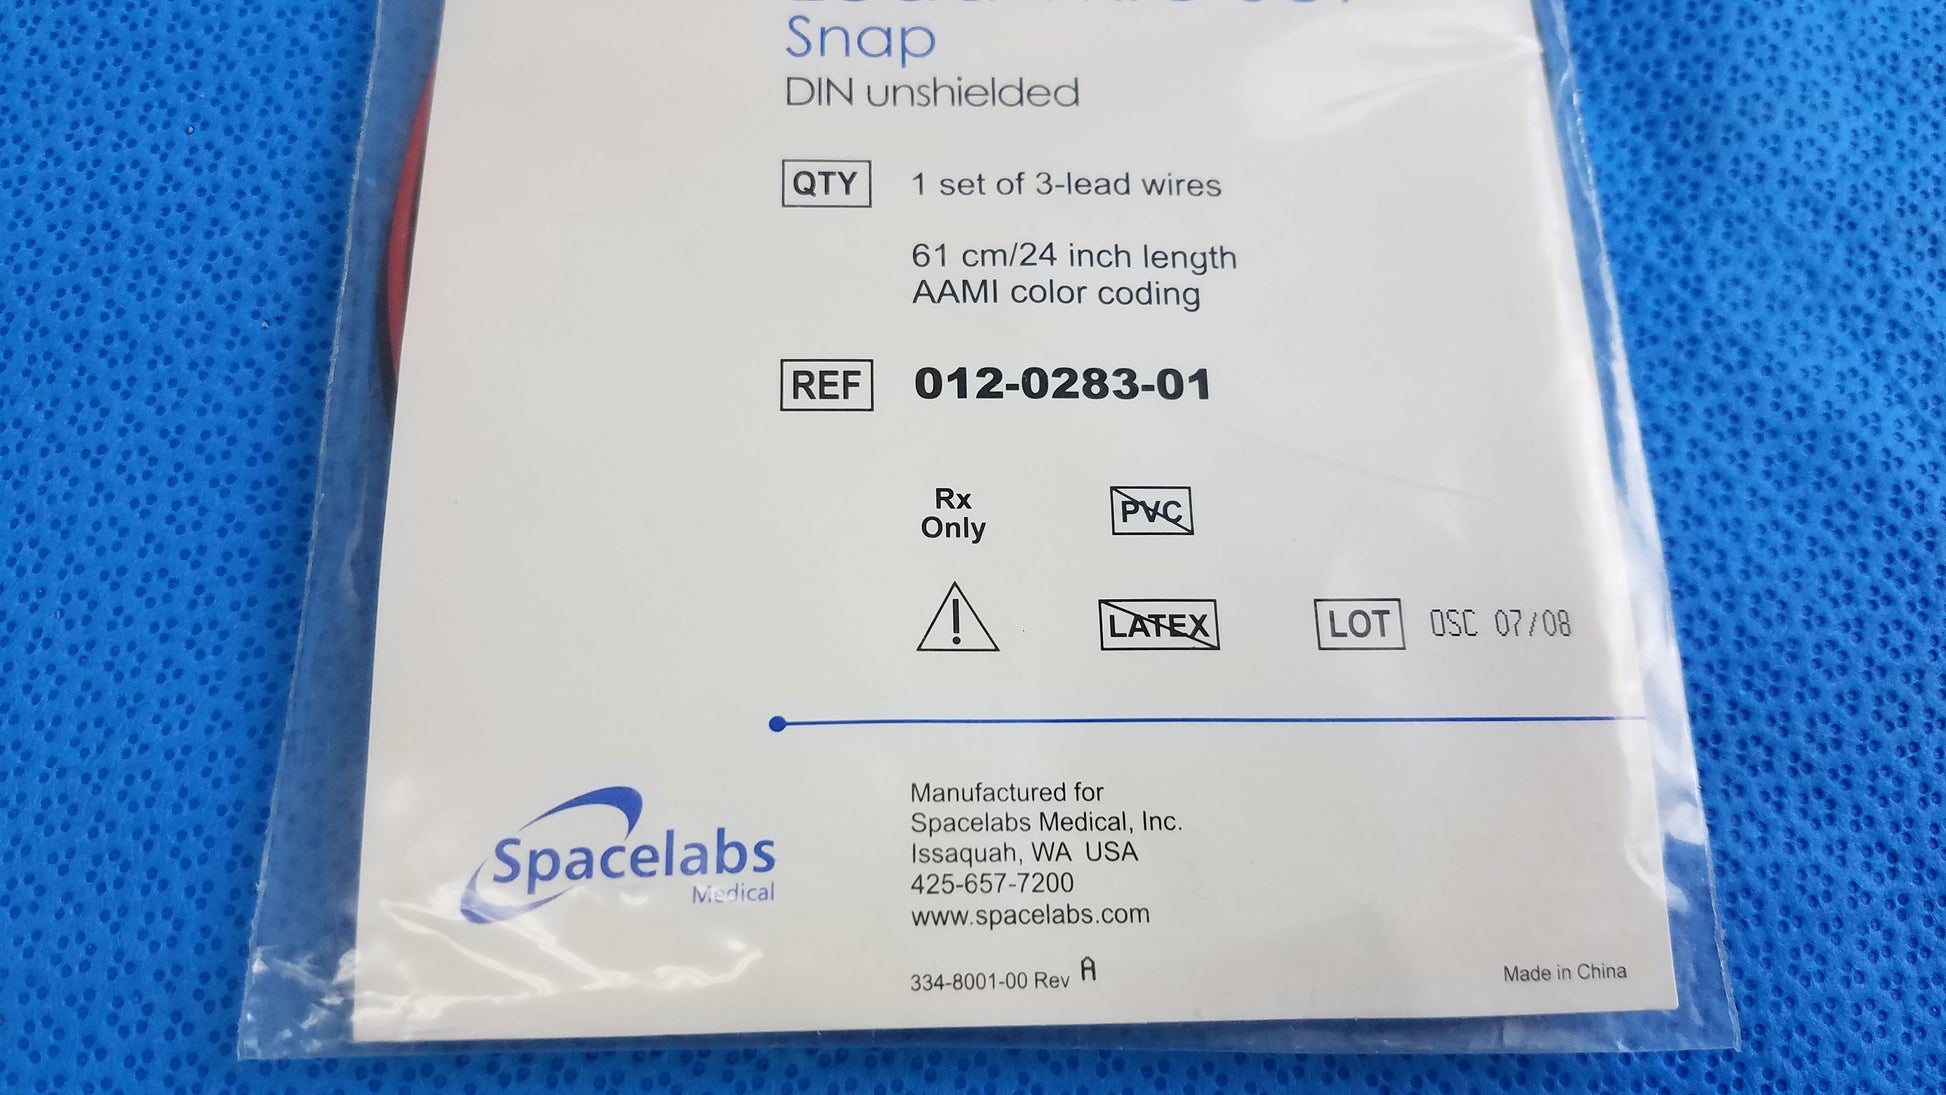 Snap
DIN unshielded
QTY 1 set of 3-lead wires
61 cm/24 inch length
AAMI color coding
REF 012-0283-01
Rx
Only
PVC
LATEX
LOT OSC 07/08
Spacelabs
Medical
Manufactured for
Spacelabs Medical, Inc.
Issaquah, WA USA
425-657-7200
www.spacelabs.com
334-8001-00 Rev A
Made in China